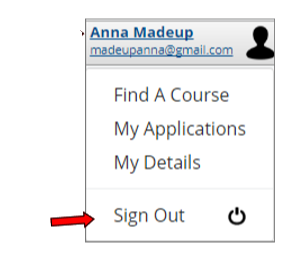 Anna Madeup
madeupanna@gmail.com
Find A Course
My Applications
My Details
Sign Out